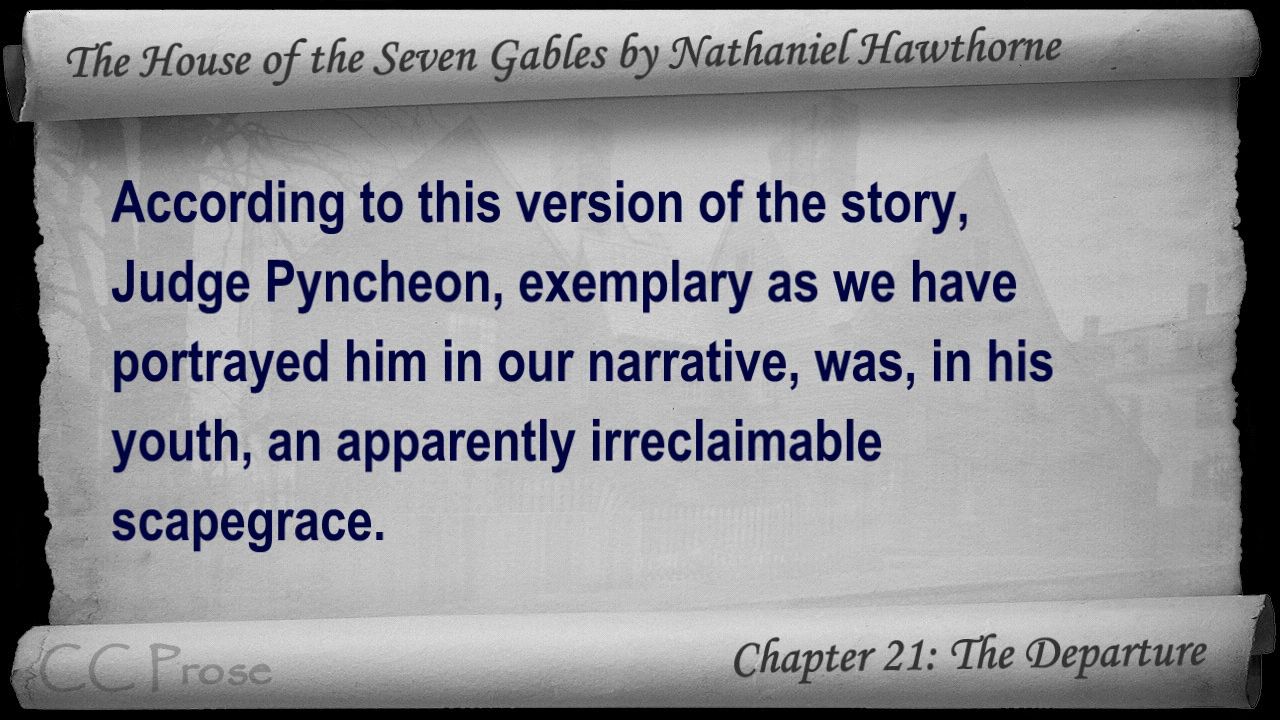 The House of the Seven Gables by Nathaniel Hawthorne
According to this version of the story,
Judge Pyncheon, exemplary as we have
portrayed him in our narrative, was, in his
youth, an apparently irreclaimable
scapegrace.
CC Prose
Chapter 21: The Departure